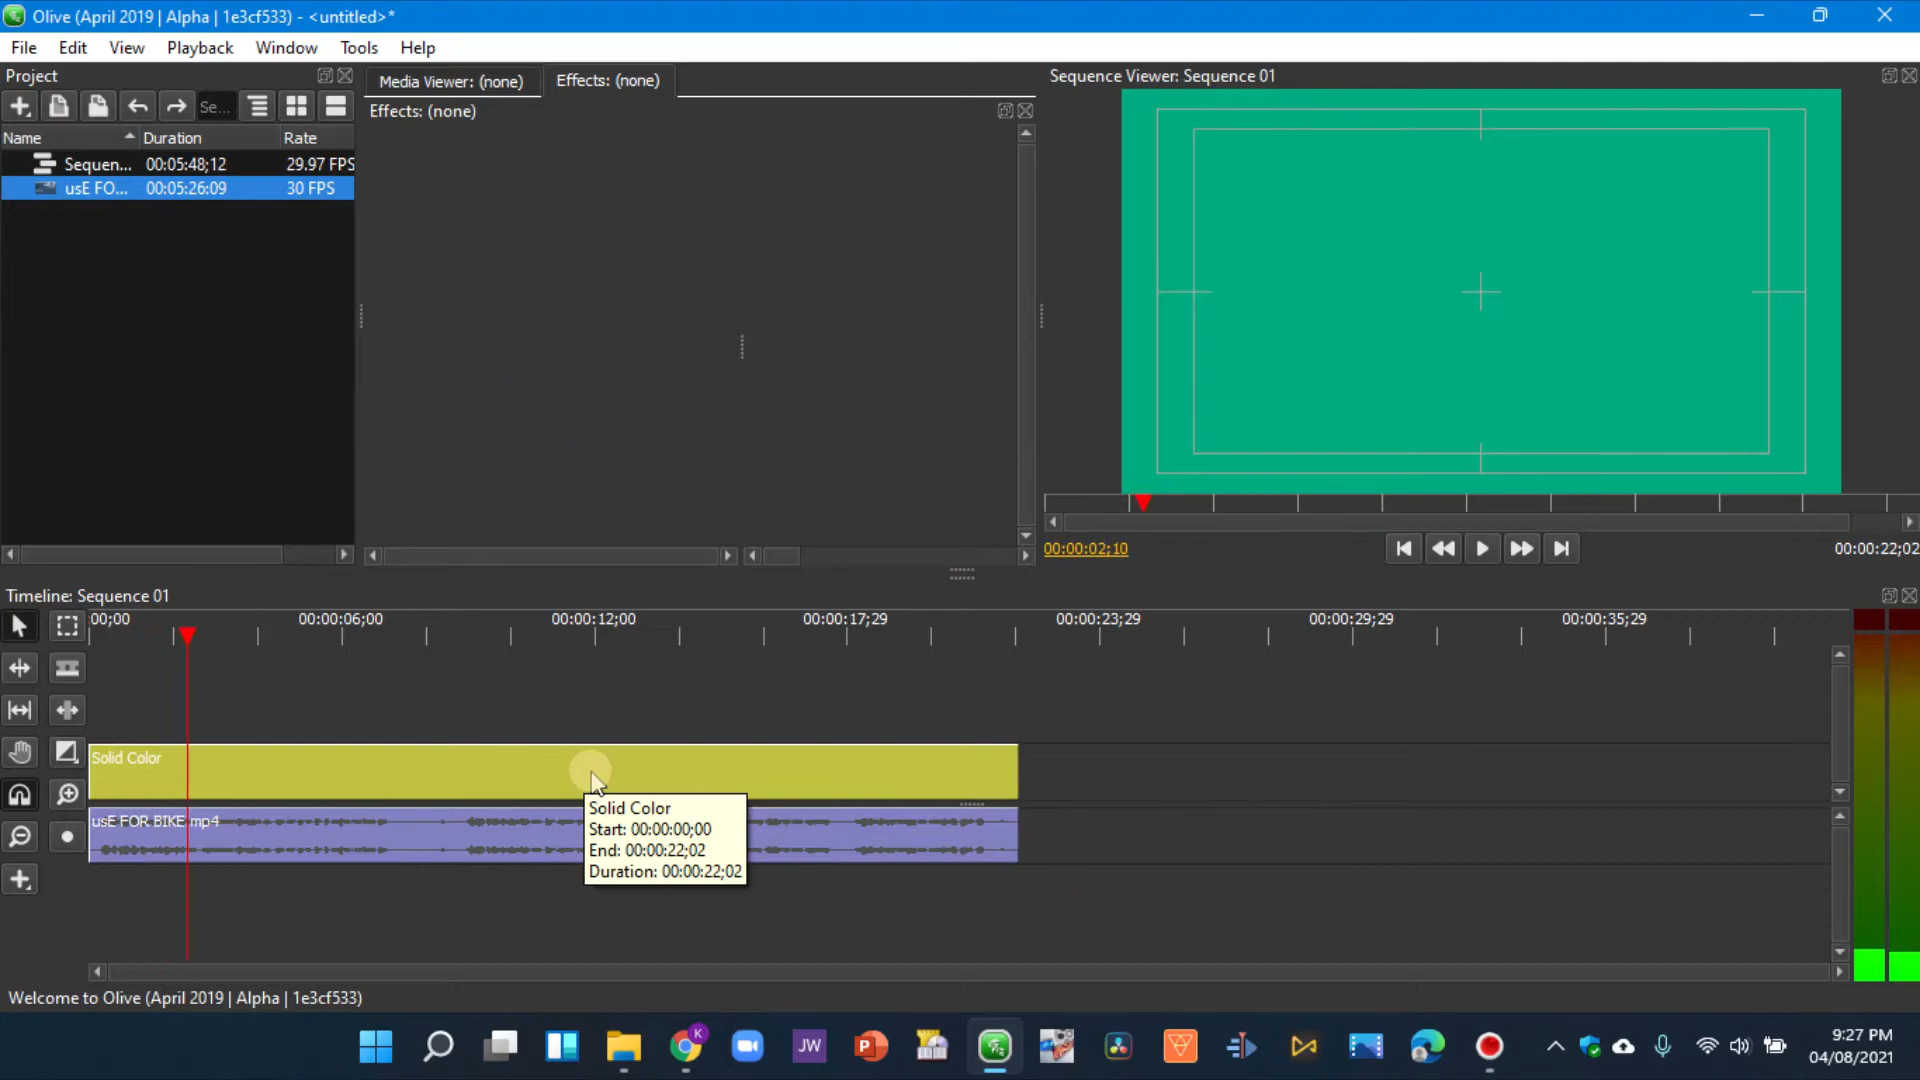 Olive (April 2019 | Alpha | 1e3cf533) - <untitled>*
File Edit View Playback Window Tools Help
Project
Se...
Name Duration Rate
Sequen... 00:05:48;12 29.97 FPS
usE FO... 00:05:26:09 30 FPS
Media Viewer: (none) Effects: (none)
Effects: (none)
Sequence Viewer: Sequence 01
00:00:02;10
00:00:22;02
Timeline: Sequence 01
00;00 00:00:06;00 00:00:12;00 00:00:17;29 00:00:23;29 00:00:29;29 00:00:35;29
Solid Color
usE FOR BIKE.mp4
Solid Color
Start: 00:00:00;00
End: 00:00:22;02
Duration: 00:00:22;02
Welcome to Olive (April 2019 | Alpha | 1e3cf533)
K
JW
9:27 PM
04/08/2021